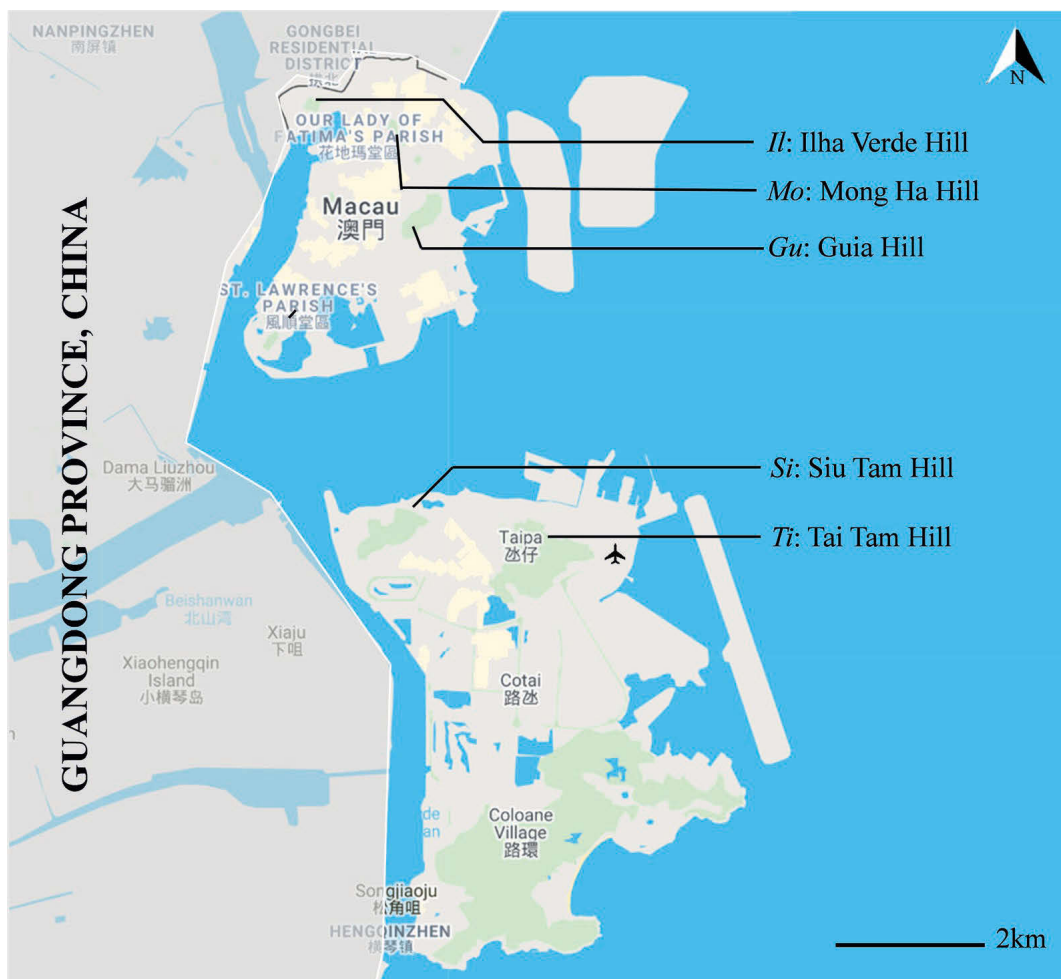 NANPINGZHEN
南屏镇
GONGBEI
RESIDENTIAL
DISTRICT
拱北
N
OUR LADY OF
FATIMA'S PARISH
花地瑪堂區
Il: Ilha Verde Hill
Mo: Mong Ha Hill
Macau
澳門
Gu: Guia Hill
ST. LAWRENCE'S
PARISH
風順堂區
GUANGDONG PROVINCE, CHINA
Dama Liuzhou
大马骝洲
Si: Siu Tam Hill
Taipa
氹仔
Ti: Tai Tam Hill
Beishanwan
北山湾
Xiaju
下咀
Xiaohengqin
Island
小横琴岛
Cotai
路氹
de
an
Coloane
Village
路環
Songjiaoju
松角咀
HENGQINZHEN
横琴镇
2km